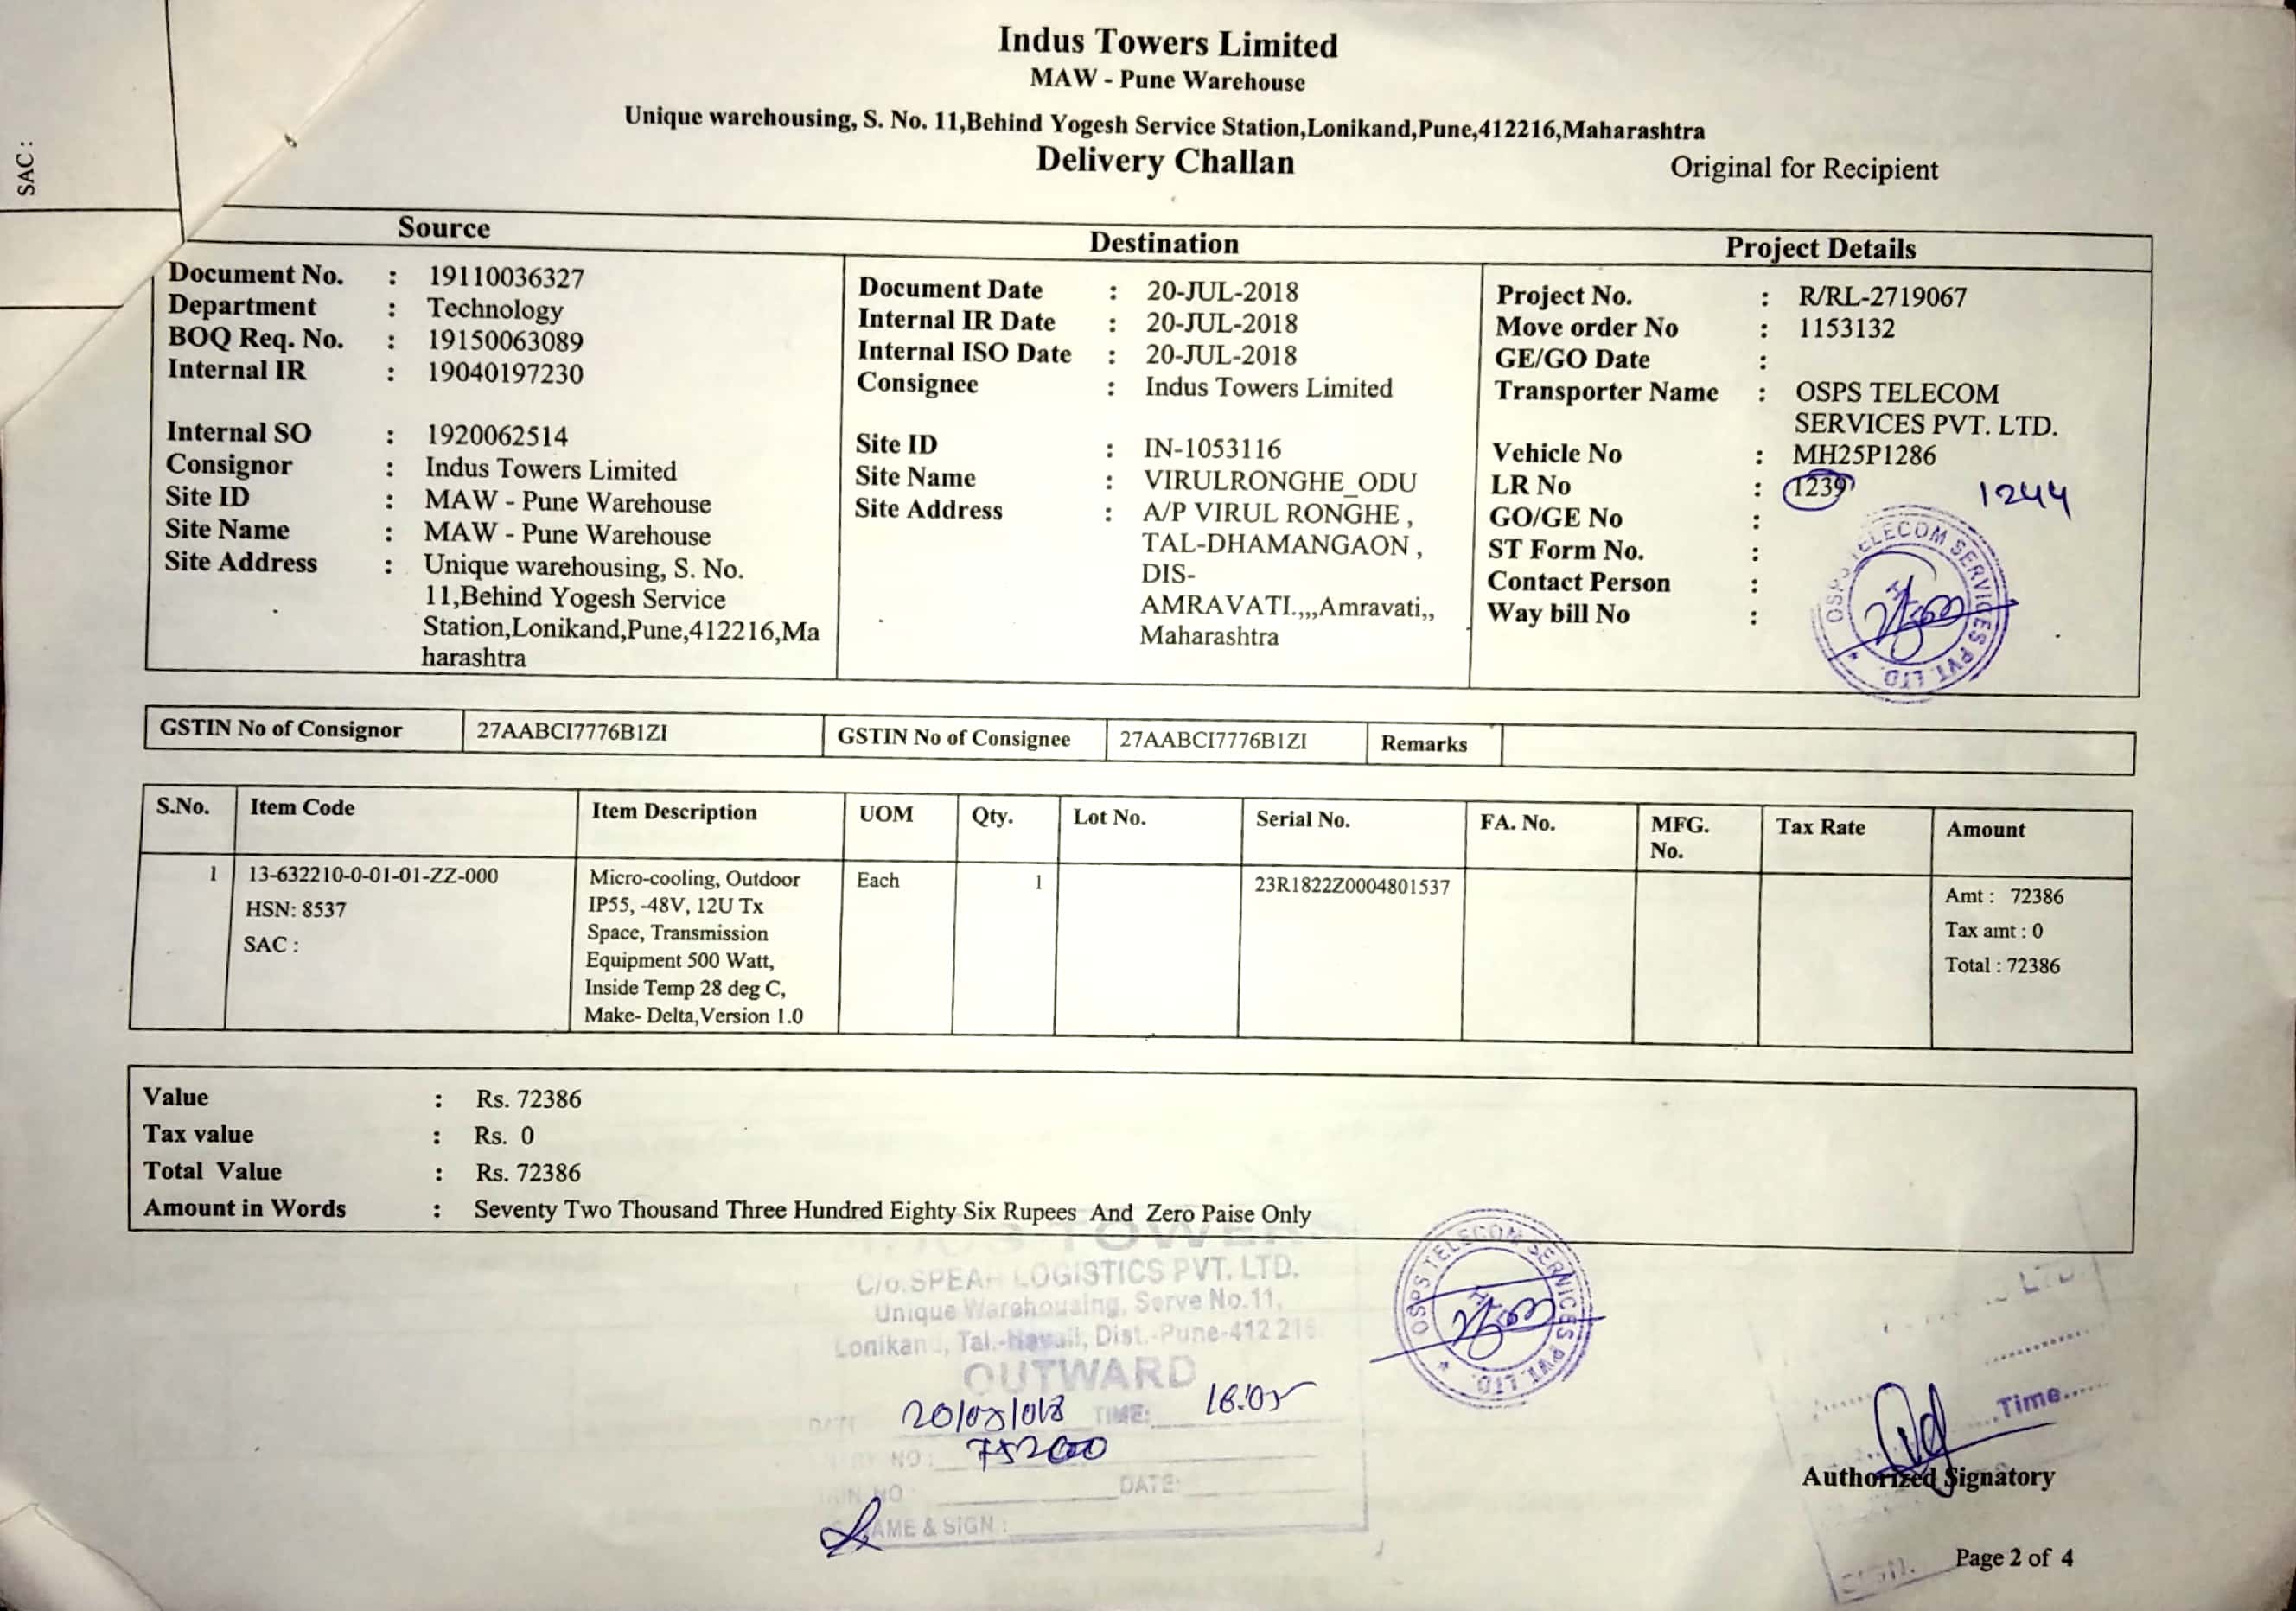 SAC :
Indus Towers Limited
MAW - Pune Warehouse
Unique warehousing, S. No. 11,Behind Yogesh Service Station,Lonikand,Pune,412216,Maharashtra
Delivery Challan
Original for Recipient
Source
Document No. : 19110036327
Department : Technology
BOQ Req. No. : 19150063089
Internal IR : 19040197230
Internal SO : 1920062514
Consignor : Indus Towers Limited
Site ID : MAW - Pune Warehouse
Site Name : MAW - Pune Warehouse
Site Address : Unique warehousing, S. No.
11,Behind Yogesh Service
Station,Lonikand,Pune,412216,Ma
harashtra
Destination
Document Date : 20-JUL-2018
Internal IR Date : 20-JUL-2018
Internal ISO Date : 20-JUL-2018
Consignee : Indus Towers Limited
Site ID : IN-1053116
Site Name : VIRULRONGHE_ODU
Site Address : A/P VIRUL RONGHE ,
TAL-DHAMANGAON ,
DIS-
AMRAVATI.,,,Amravati,,
Maharashtra
Project Details
Project No. : R/RL-2719067
Move order No : 1153132
GE/GO Date :
Transporter Name : OSPS TELECOM
SERVICES PVT. LTD.
Vehicle No : MH25P1286
LR No : 1239 1244
GO/GE No :
ST Form No. :
Contact Person :
Way bill No :
OSPS TELECOM SERVICES PVT. LTD.
GSTIN No of Consignor 27AABCI7776B1ZI GSTIN No of Consignee 27AABCI7776B1ZI Remarks
S.No. Item Code Item Description UOM Qty. Lot No. Serial No. FA. No. MFG. No. Tax Rate Amount
1 13-632210-0-01-01-ZZ-000 Micro-cooling, Outdoor Each 1 23R1822Z0004801537 Amt : 72386
HSN: 8537 IP55, -48V, 12U Tx
SAC : Space, Transmission Tax amt : 0
Equipment 500 Watt, Total : 72386
Inside Temp 28 deg C,
Make- Delta,Version 1.0
Value : Rs. 72386
Tax value : Rs. 0
Total Value : Rs. 72386
Amount in Words : Seventy Two Thousand Three Hundred Eighty Six Rupees And Zero Paise Only
C/o.SPEAR LOGISTICS PVT. LTD.
Unique Warehousing, Serve No.11,
Lonikand, Tal.-Haveli, Dist.-Pune-412 216.
OUTWARD
DATE TIME: 16:05
NO :
NO DATE:
NAME & SIGN :
OSPS TELECOM SERVICES PVT. LTD.
LTD.
Time.....
Authorized Signatory
SIGN.
Page 2 of 4